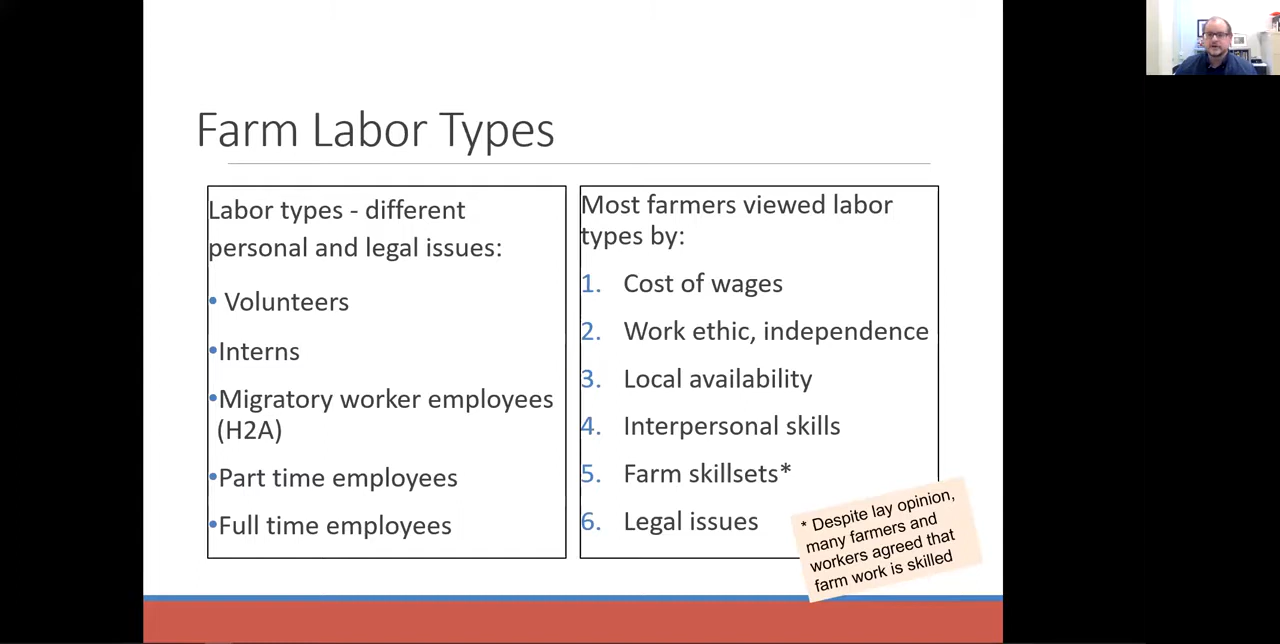 Farm Labor Types
Labor types - different
personal and legal issues:
• Volunteers
•Interns
•Migratory worker employees
(H2A)
•Part time employees
•Full time employees
Most farmers viewed labor
types by:
1. Cost of wages
2. Work ethic, independence
3. Local availability
4. Interpersonal skills
5. Farm skillsets*
6. Legal issues
* Despite lay opinion,
many farmers and
workers agreed that
farm work is skilled